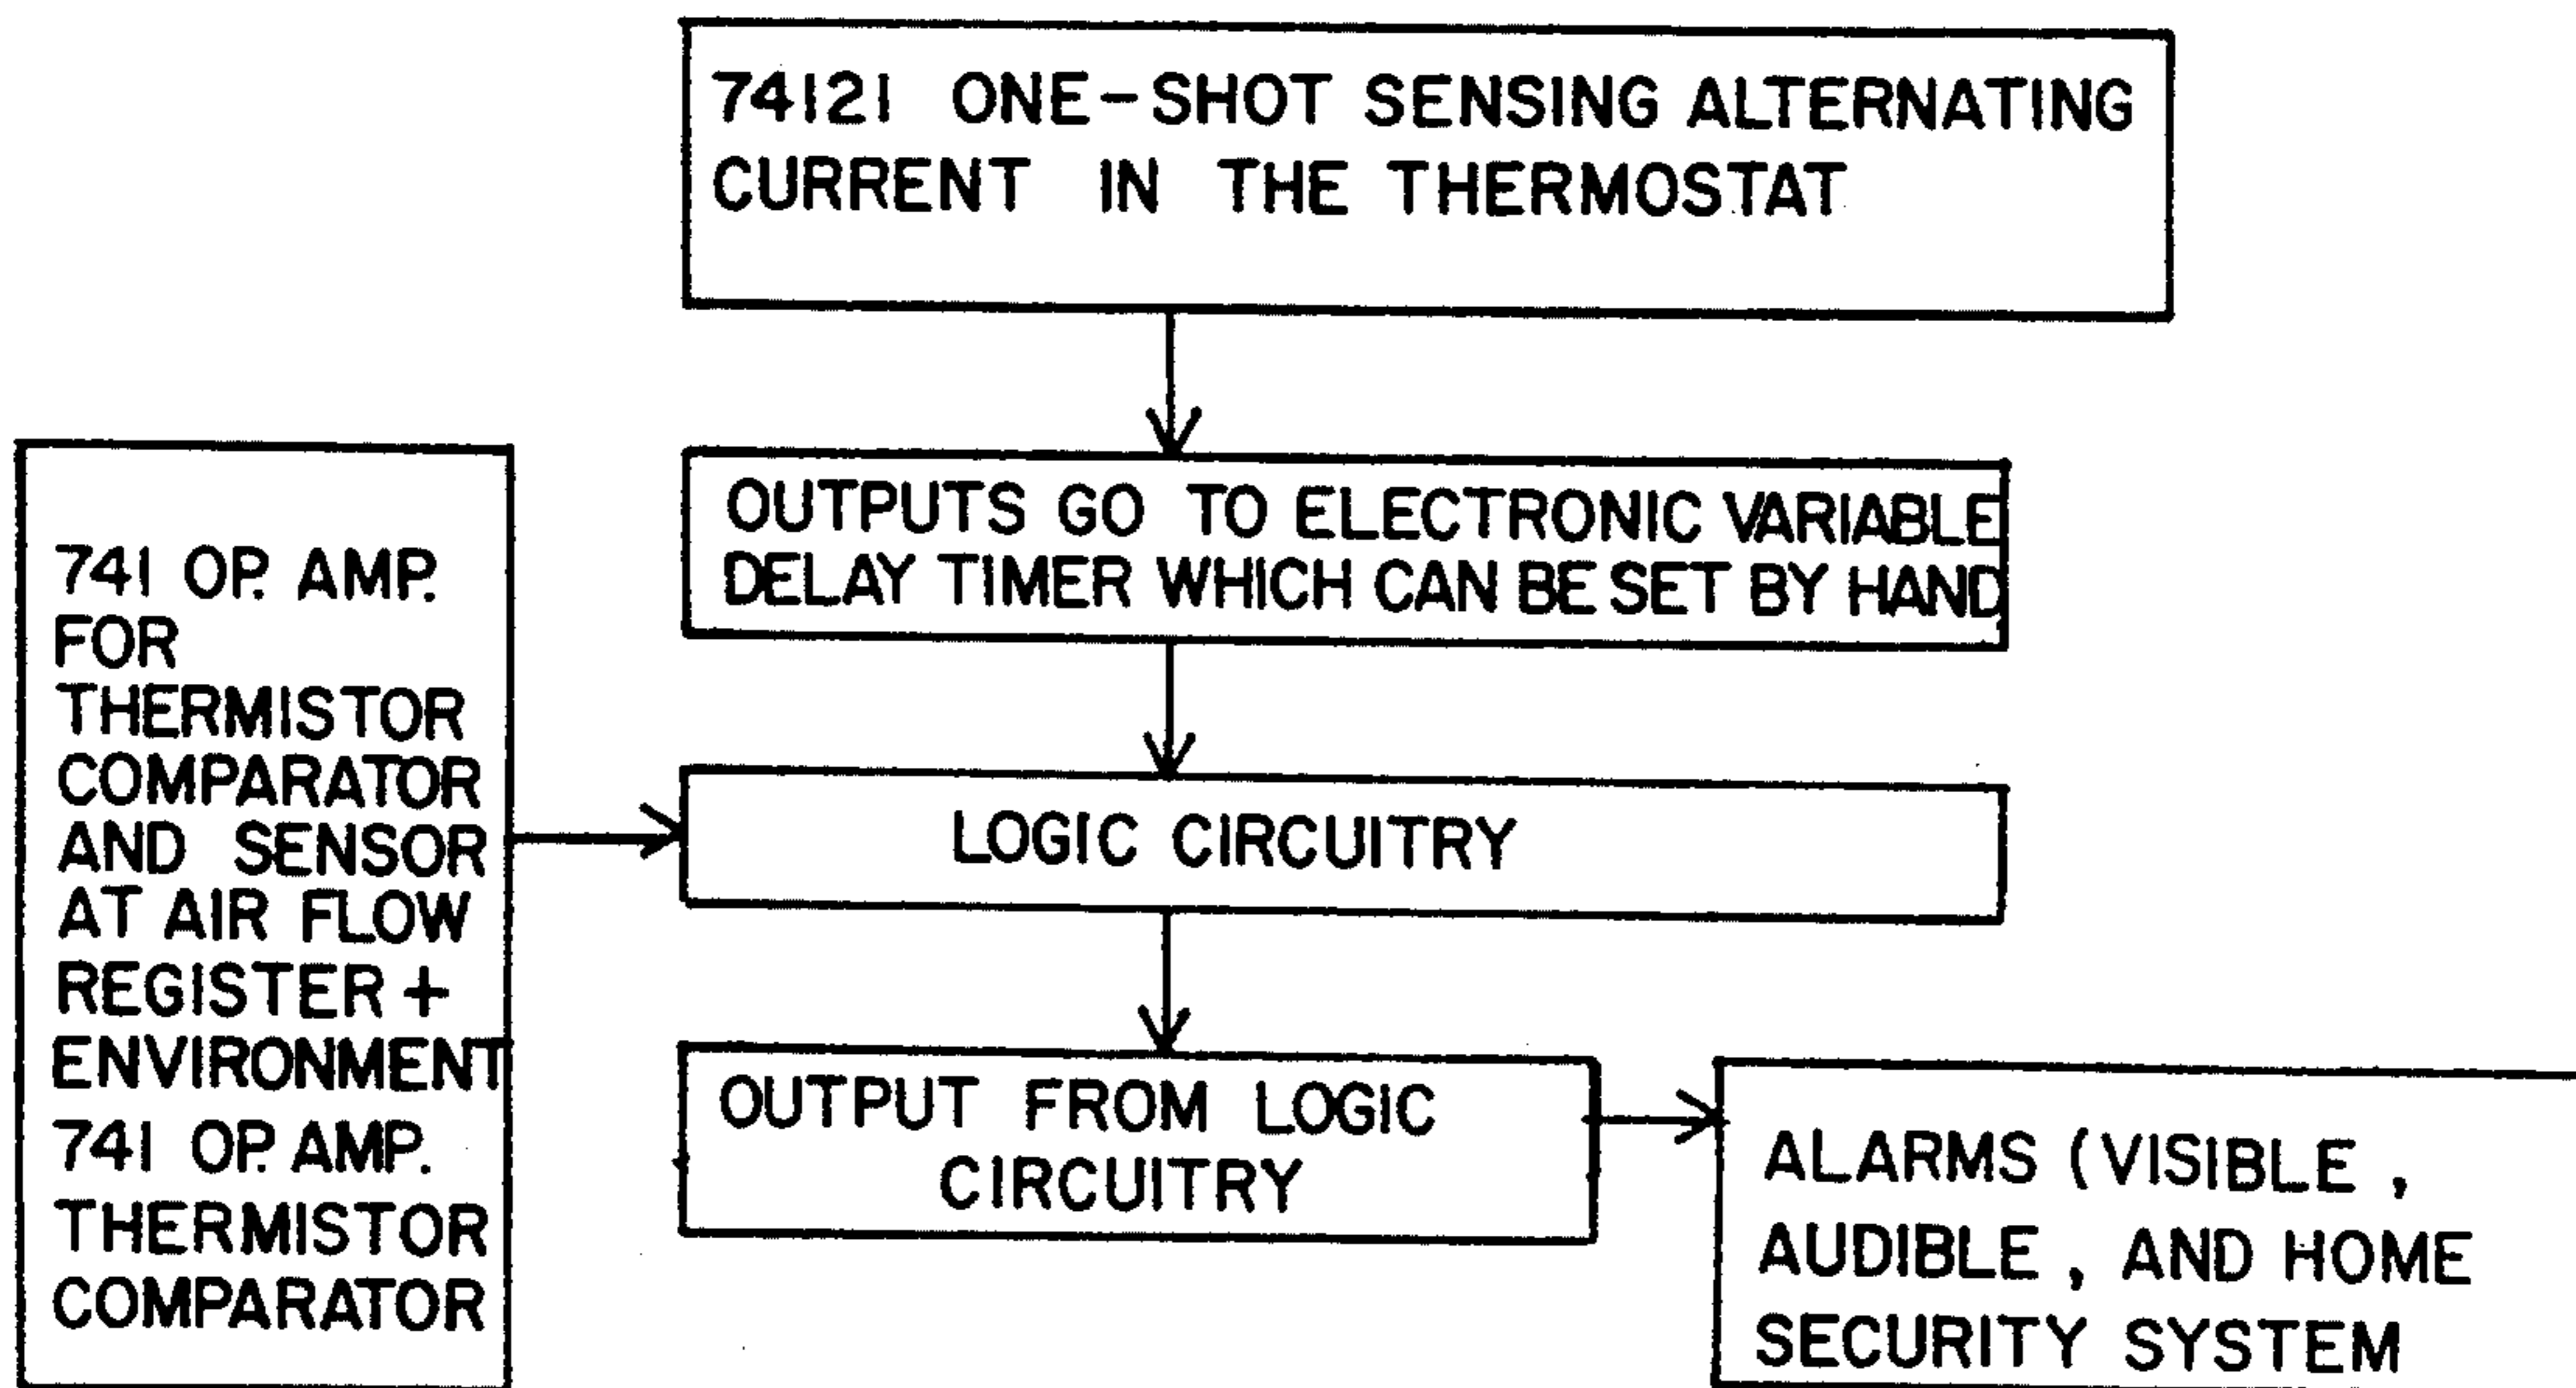 74121 ONE-SHOT SENSING ALTERNATING
CURRENT IN THE THERMOSTAT
OUTPUTS GO TO ELECTRONIC VARIABLE
DELAY TIMER WHICH CAN BE SET BY HAND
741 OP. AMP.
FOR
THERMISTOR
COMPARATOR
AND SENSOR
AT AIR FLOW
REGISTER +
ENVIRONMENT
741 OP. AMP.
THERMISTOR
COMPARATOR
LOGIC CIRCUITRY
OUTPUT FROM LOGIC
CIRCUITRY
ALARMS (VISIBLE,
AUDIBLE, AND HOME
SECURITY SYSTEM